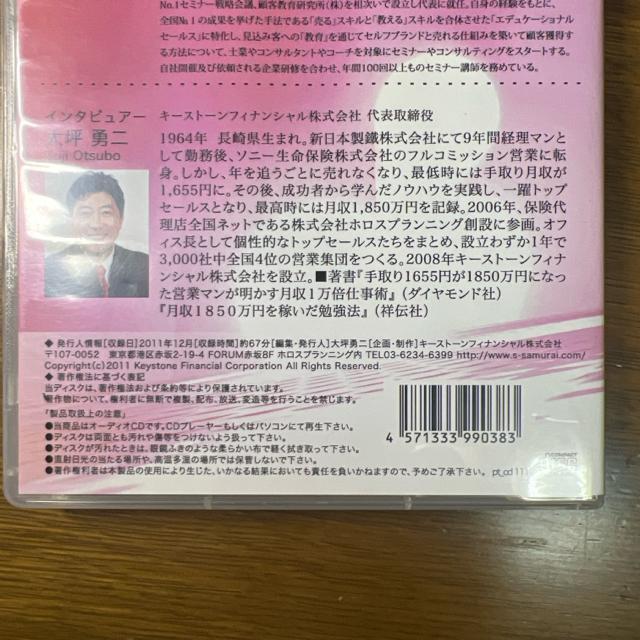 No.1セミナー戦略会議、顧客教育研究所(株)を相次いで設立し代表に就任。自身の経験をもとに、
全国No.1の成果を挙げた手法である「売る」スキルと「教える」スキルを合体させた「エデュケーショナル
セールス」に特化し、見込み客への「教育」を通じてセルフブランドと売れる仕組みを築いて顧客獲得
する方法について、士業やコンサルタントやコーチを対象にセミナーやコンサルティングをスタートする。
自社開催及び依頼される企業研修を合わせ、年間100回以上ものセミナー講師を務めている。
インタビュアー
大坪 勇二
Yuji Otsubo
キーストーンフィナンシャル株式会社 代表取締役
1964年 長崎県生まれ。新日本製鐵株式会社にて9年間経理マンと
して勤務後、ソニー生命保険株式会社のフルコミッション営業に転
身。しかし、年を追うごとに売れなくなり、最低時には手取り月収が
1,655円に。その後、成功者から学んだノウハウを実践し、一躍トップ
セールスとなり、最高時には月収1,850万円を記録。2006年、保険代
理店全国ネットである株式会社ホロスプランニング創設に参画。オフ
ィス長として個性的なトップセールスたちをまとめ、設立わずか1年で
3,000社中全国4位の営業集団をつくる。2008年キーストーンフィナ
ンシャル株式会社を設立。■著書『手取り1655円が1850万円になっ
た営業マンが明かす月収1万倍仕事術』(ダイヤモンド社)
『月収1850万円を稼いだ勉強法』(祥伝社)
◆ 発行人情報[収録日]2011年12月[収録時間]約67分[編集・発行人]大坪勇二[企画・制作]キーストーンフィナンシャル株式会社
〒107-0052 東京都港区赤坂2-19-4 FORUM赤坂8F ホロスプランニング内 TEL03-6234-6399 http://www.s-samurai.com/
Copyright(c)2011 Keystone Financial Corporation All Rights Reserved.
◆ 著作権法に基づく表記
当ディスクは、著作権法および条約等により保護されています。
著作物について、権利者に無断で複製、配布、放送、変造等を行うことを禁じます。
「製品取扱上の注意」
●当商品はオーディオCDです。CDプレーヤーもしくはパソコンにて再生下さい。
●ディスクは両面とも汚れや傷等をつけないよう扱って下さい。
●ディスクが汚れたときは、眼鏡ふきのような柔らかい布で軽く拭き取って下さい。
●直射日光の当たる場所や、高温多湿の場所では保管しないで下さい。
●著作権利者は本製品の使用により生じた、いかなる結果においても責任を負いかねますので、予めご了承下さい。
4 571333 990383